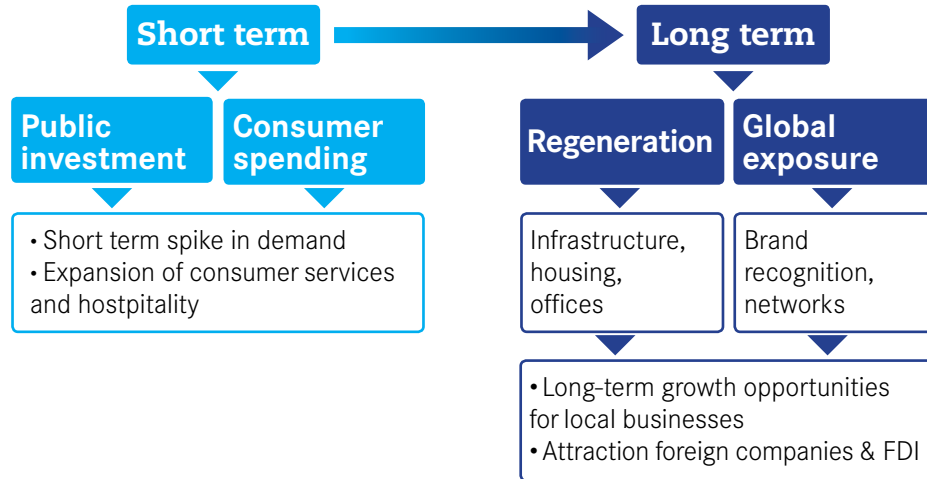 Short term
Long term
Public
investment
Consumer
spending
Regeneration
Global
exposure
• Short term spike in demand
• Expansion of consumer services
and hostpitality
Infrastructure,
housing,
offices
Brand
recognition,
networks
• Long-term growth opportunities
for local businesses
• Attraction foreign companies & FDI